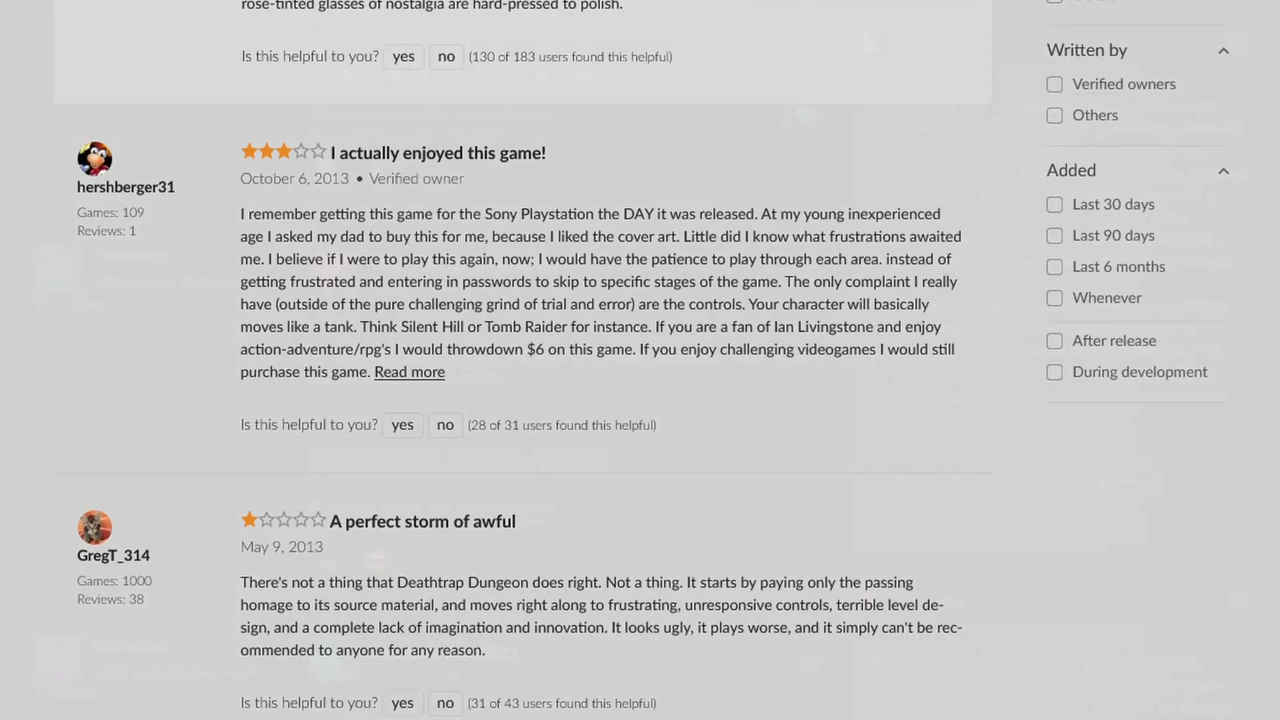 rose-tinted glasses of nostalgia are hard-pressed to polish.
Is this helpful to you? yes no (130 of 183 users found this helpful)
hershberger31
Games: 109
Reviews: 1
I actually enjoyed this game!
October 6, 2013 • Verified owner
I remember getting this game for the Sony Playstation the DAY it was released. At my young inexperienced
age I asked my dad to buy this for me, because I liked the cover art. Little did I know what frustrations awaited
me. I believe if I were to play this again, now; I would have the patience to play through each area. instead of
getting frustrated and entering in passwords to skip to specific stages of the game. The only complaint I really
have (outside of the pure challenging grind of trial and error) are the controls. Your character will basically
moves like a tank. Think Silent Hill or Tomb Raider for instance. If you are a fan of Ian Livingstone and enjoy
action-adventure/rpg's I would throwdown $6 on this game. If you enjoy challenging videogames I would still
purchase this game. Read more
Is this helpful to you? yes no (28 of 31 users found this helpful)
GregT_314
Games: 1000
Reviews: 38
A perfect storm of awful
May 9, 2013
There's not a thing that Deathtrap Dungeon does right. Not a thing. It starts by paying only the passing
homage to its source material, and moves right along to frustrating, unresponsive controls, terrible level de-
sign, and a complete lack of imagination and innovation. It looks ugly, it plays worse, and it simply can't be rec-
ommended to anyone for any reason.
Is this helpful to you? yes no (31 of 43 users found this helpful)
Written by
Verified owners
Others
Added
Last 30 days
Last 90 days
Last 6 months
Whenever
After release
During development